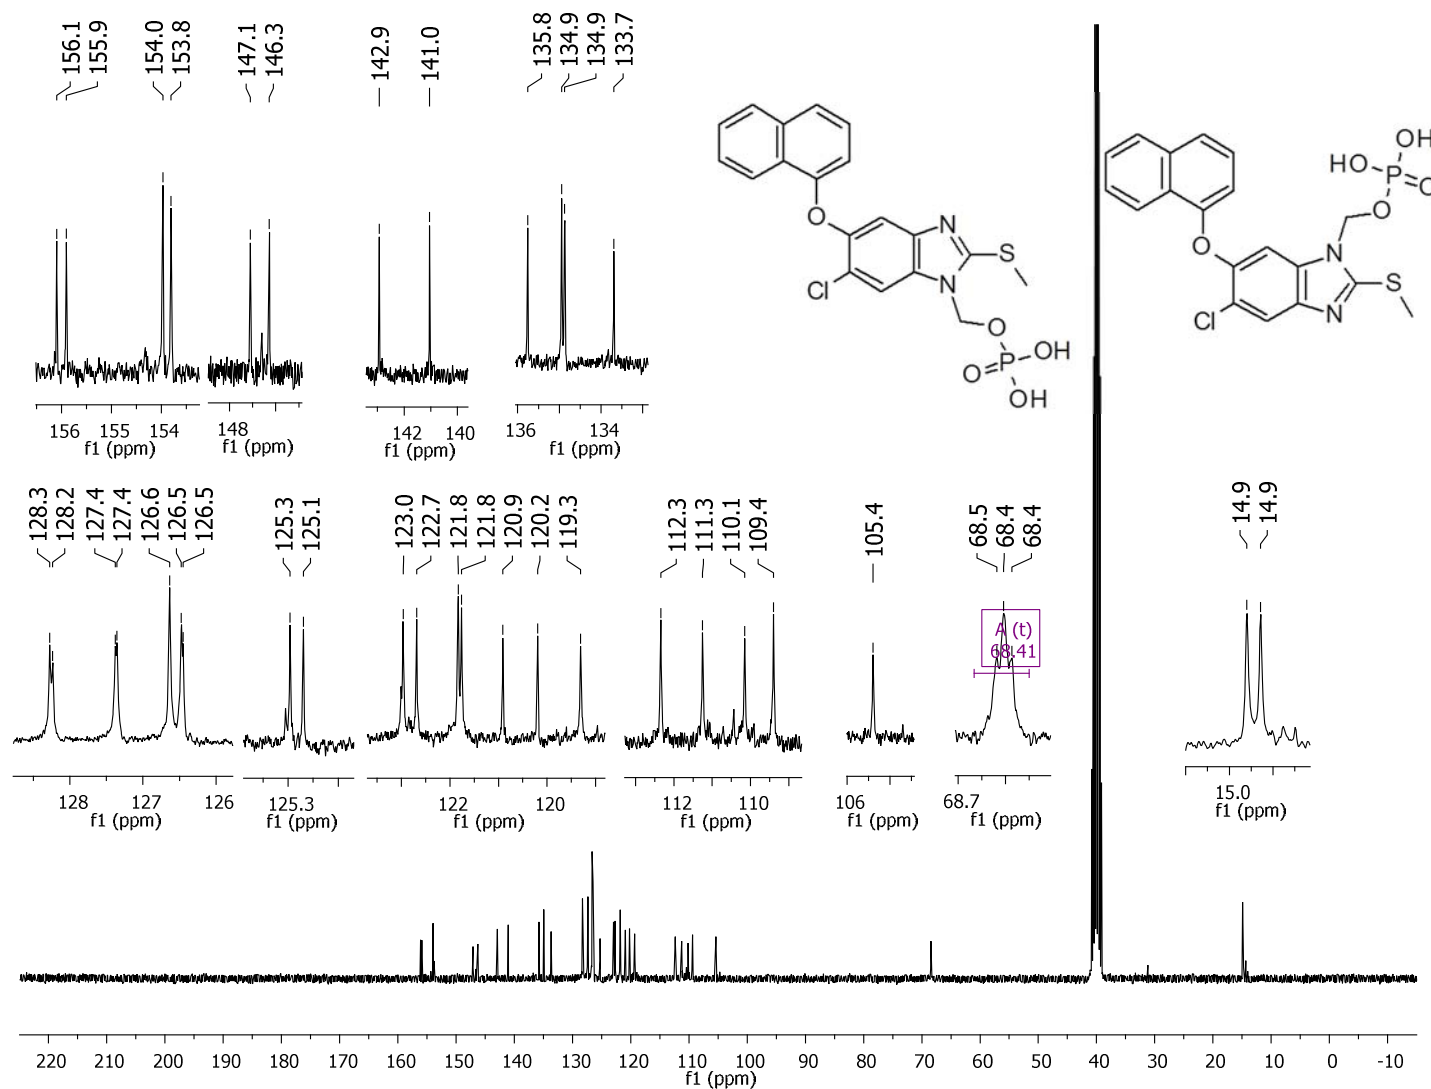 156.1
155.9
154.0
153.8
147.1
146.3
142.9
141.0
135.8
134.9
134.9
133.7
156 155 154
f1 (ppm)
148
f1 (ppm)
142 140
f1 (ppm)
136 134
f1 (ppm)
O
Cl
N
N
S
O
O
P
OH
OH
O
Cl
N
N
S
O
HO
P
OH
O
128.3
128.2
127.4
127.4
126.6
126.5
126.5
125.3
125.1
123.0
122.7
121.8
121.8
120.9
120.2
119.3
112.3
111.3
110.1
109.4
105.4
68.5
68.4
68.4
14.9
14.9
A (t)
68.41
128 127 126
f1 (ppm)
125.3
f1 (ppm)
122 120
f1 (ppm)
112 110
f1 (ppm)
106
f1 (ppm)
68.7
f1 (ppm)
15.0
f1 (ppm)
220 210 200 190 180 170 160 150 140 130 120 110 100 90 80 70 60 50 40 30 20 10 0 -10
f1 (ppm)